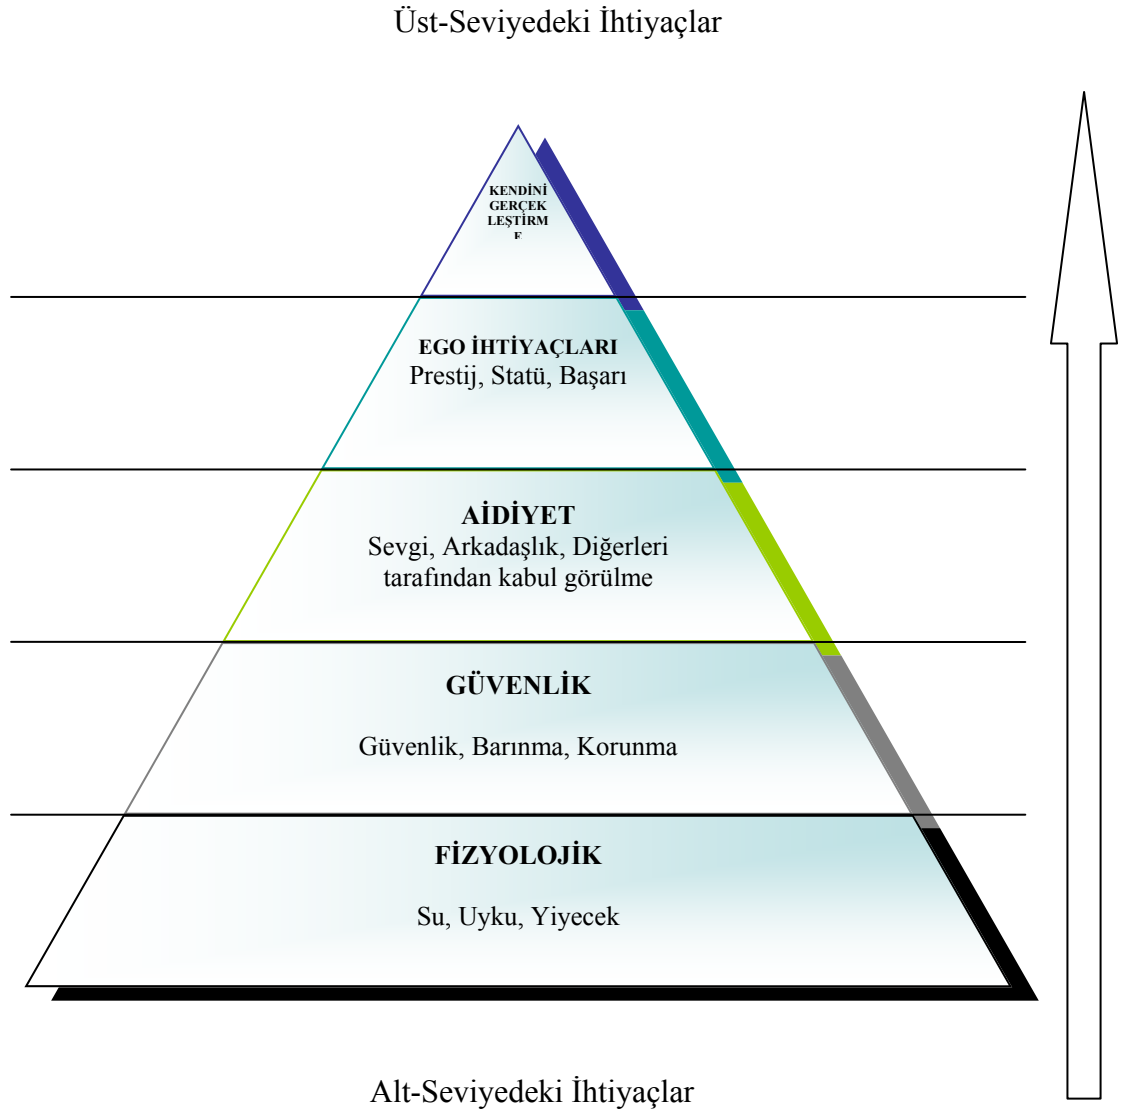 Üst-Seviyedeki İhtiyaçlar
KENDİNİ
GERÇEK
LEŞTİRM
E
EGO İHTİYAÇLARI
Prestij, Statü, Başarı
AİDİYET
Sevgi, Arkadaşlık, Diğerleri
tarafından kabul görülme
GÜVENLİK
Güvenlik, Barınma, Korunma
FİZYOLOJİK
Su, Uyku, Yiyecek
Alt-Seviyedeki İhtiyaçlar